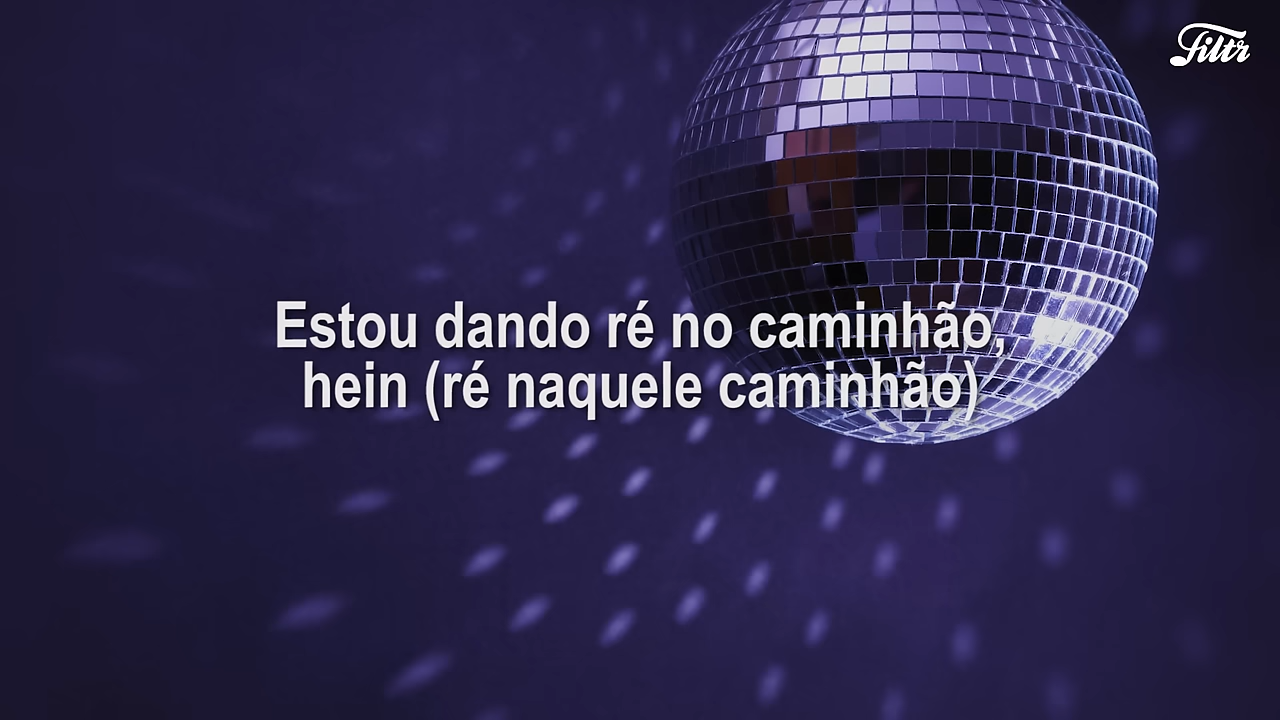 Filtr
Estou dando ré no caminhão,
hein (ré naquele caminhão)